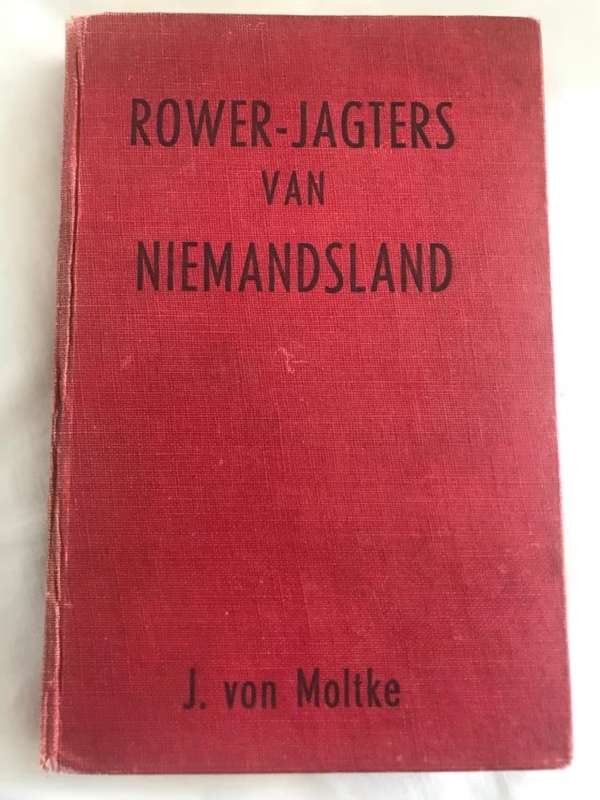 ROWER-JAGTERS
VAN
NIEMANDSLAND
J. von Moltke